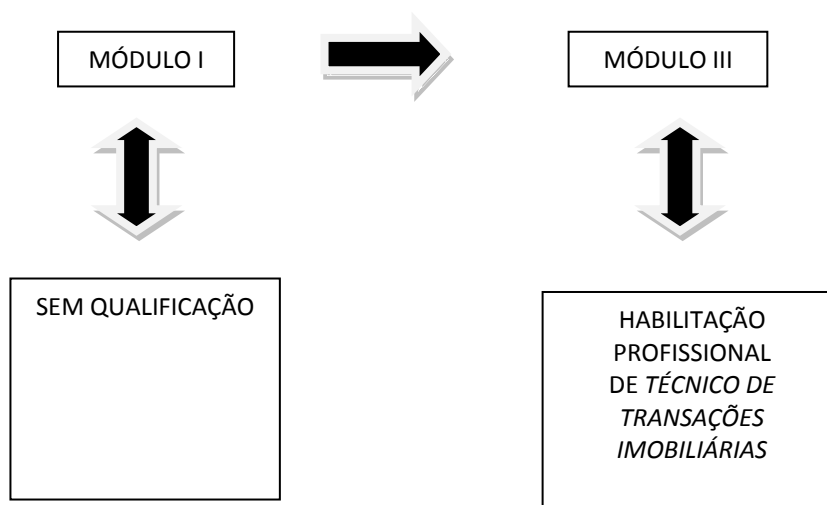 MÓDULO I
MÓDULO III
SEM QUALIFICAÇÃO
HABILITAÇÃO
PROFISSIONAL
DE TÉCNICO DE
TRANSAÇÕES
IMOBILIÁRIAS